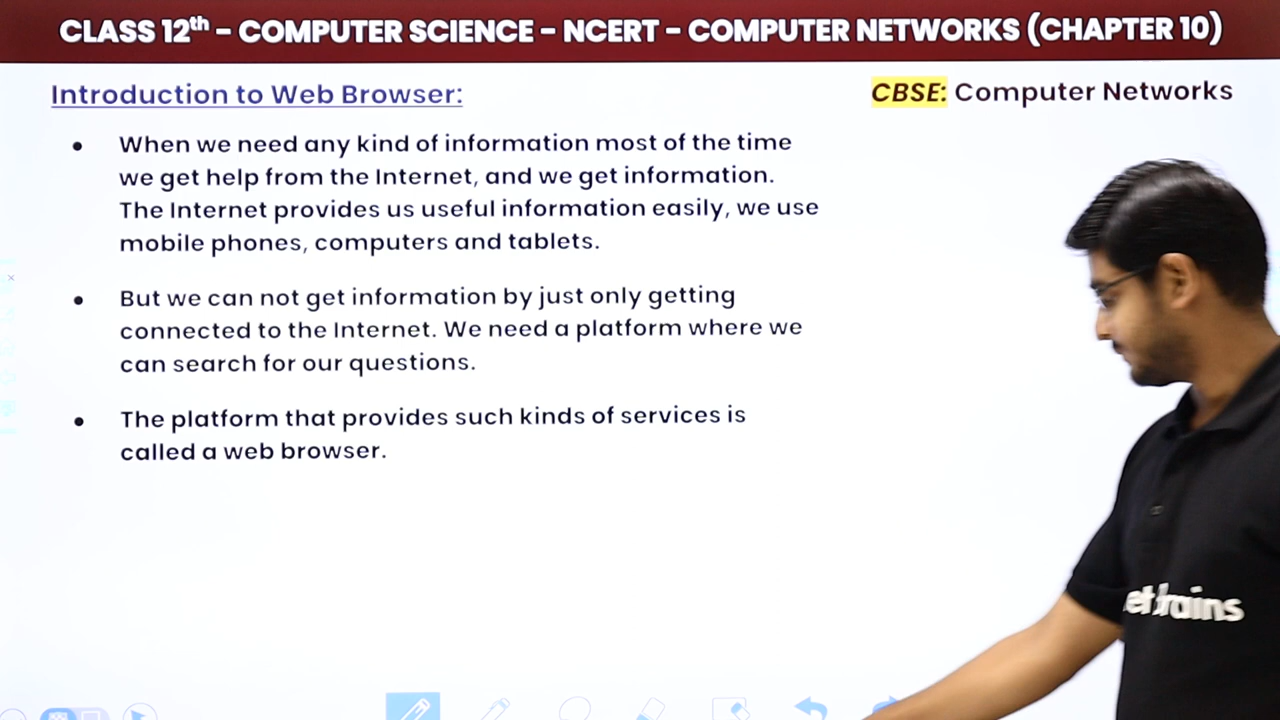 CLASS 12th – COMPUTER SCIENCE – NCERT – COMPUTER NETWORKS (CHAPTER 10)
Introduction to Web Browser:
CBSE: Computer Networks
• When we need any kind of information most of the time
we get help from the Internet, and we get information.
The Internet provides us useful information easily, we use
mobile phones, computers and tablets.
• But we can not get information by just only getting
connected to the Internet. We need a platform where we
can search for our questions.
• The platform that provides such kinds of services is
called a web browser.